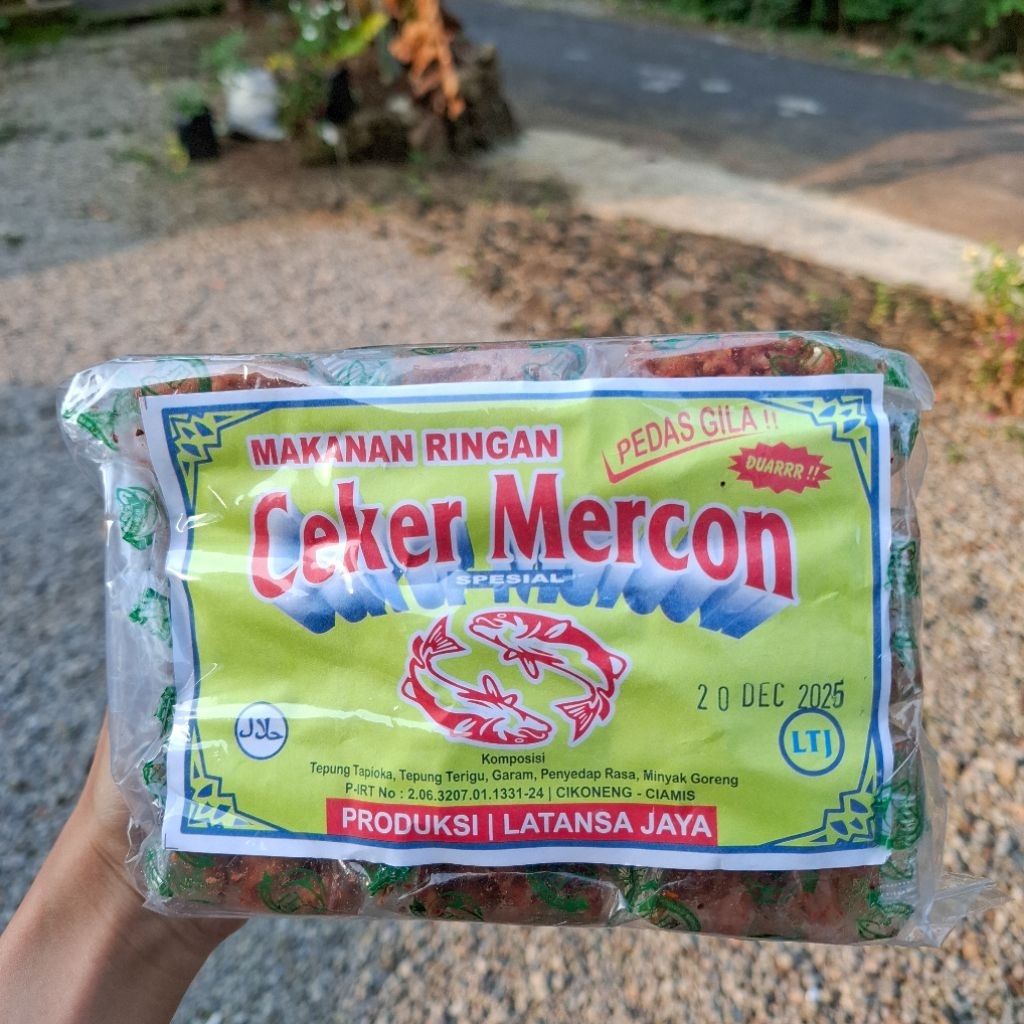 MAKANAN RINGAN
PEDAS GILA !!
DUARRR !!
Ceker Mercon
SPESIAL
20 DEC 2025
حلال
LTJ
Komposisi
Tepung Tapioka, Tepung Terigu, Garam, Penyedap Rasa, Minyak Goreng
P-IRT No : 2.06.3207.01.1331-24 | CIKONENG - CIAMIS
PRODUKSI | LATANSA JAYA